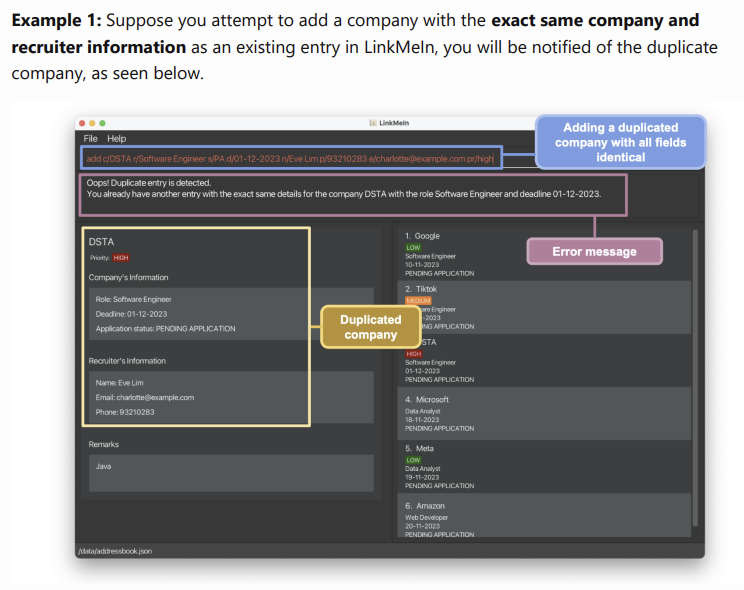 Example 1: Suppose you attempt to add a company with the exact same company and
recruiter information as an existing entry in LinkMeIn, you will be notified of the duplicate
company, as seen below.
LinkMeIn
File Help
Adding a duplicated
company with all fields
identical
add c/DSTA r/Software Engineer s/PA d/01-12-2023 n/Eve Lim p/93210283 e/charlotte@example.com.pr/high
Oops! Duplicate entry is detected.
You already have another entry with the exact same details for the company DSTA with the role Software Engineer and deadline 01-12-2023.
Error message
DSTA
Priority: HIGH
Company's Information
Role: Software Engineer
Deadline: 01-12-2023
Application status: PENDING APPLICATION
Recruiter's Information
Name: Eve Lim
Email: charlotte@example.com
Phone: 93210283
Remarks
Java
Duplicated
company
1. Google
LOW
Software Engineer
10-11-2023
PENDING APPLICATION
2. Tiktok
MEDIUM
are Engineer
-2023
NG APPLICATION
STA
HIGH
Software Engineer
01-12-2023
PENDING APPLICATION
4. Microsoft
Data Analyst
18-11-2023
PENDING APPLICATION
5. Meta
LOW
Data Analyst
19-11-2023
PENDING APPLICATION
6. Amazon
Web Developer
20-11-2023
PENDING APPLICATION
/data/addressbook.json